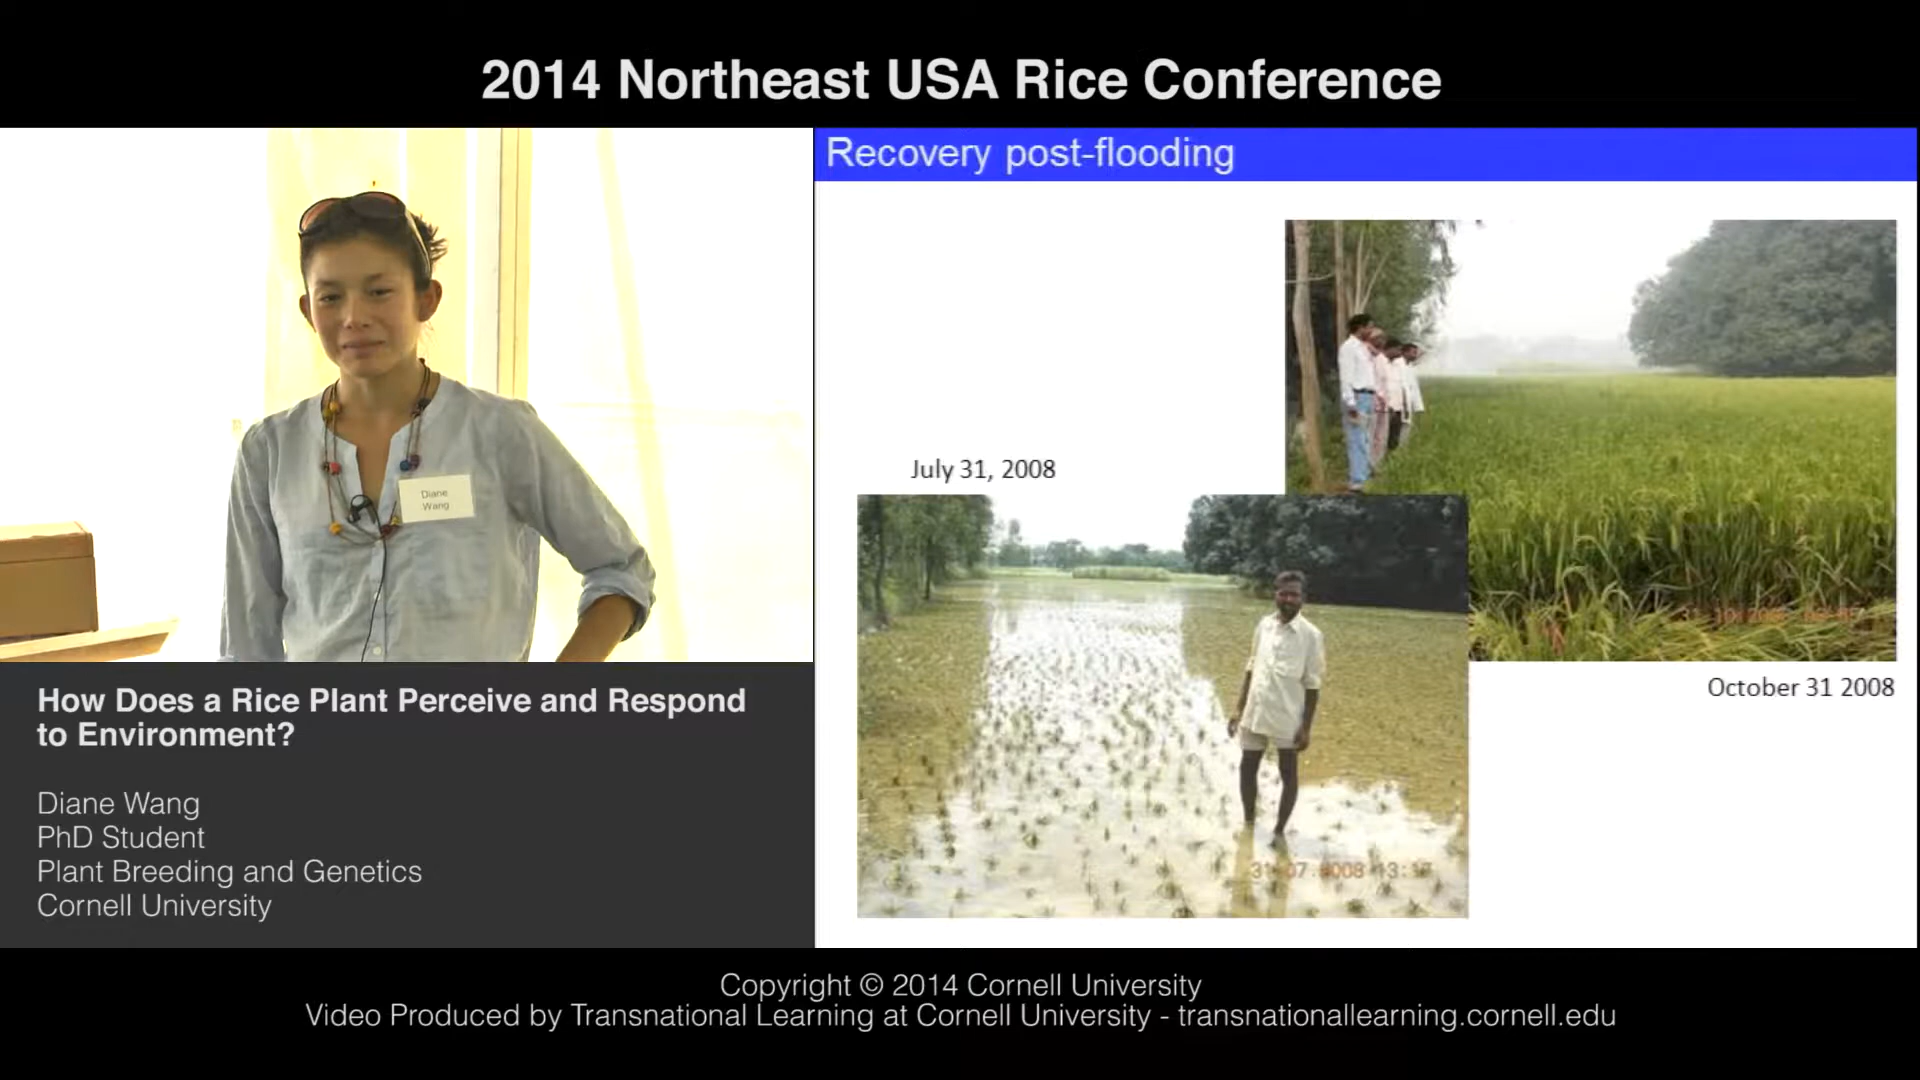 2014 Northeast USA Rice Conference
Recovery post-flooding
Diane
Wang
July 31, 2008
October 31 2008
How Does a Rice Plant Perceive and Respond
to Environment?
Diane Wang
PhD Student
Plant Breeding and Genetics
Cornell University
Copyright © 2014 Cornell University
Video Produced by Transnational Learning at Cornell University - transnationallearning.cornell.edu